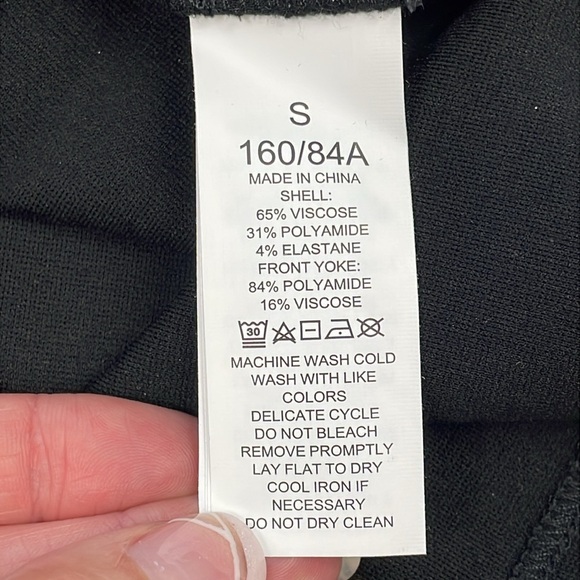 S
160/84A
MADE IN CHINA
SHELL:
65% VISCOSE
31% POLYAMIDE
4% ELASTANE
FRONT YOKE:
84% POLYAMIDE
16% VISCOSE
30
MACHINE WASH COLD
WASH WITH LIKE
COLORS
DELICATE CYCLE
DO NOT BLEACH
REMOVE PROMPTLY
LAY FLAT TO DRY
COOL IRON IF
NECESSARY
DO NOT DRY CLEAN